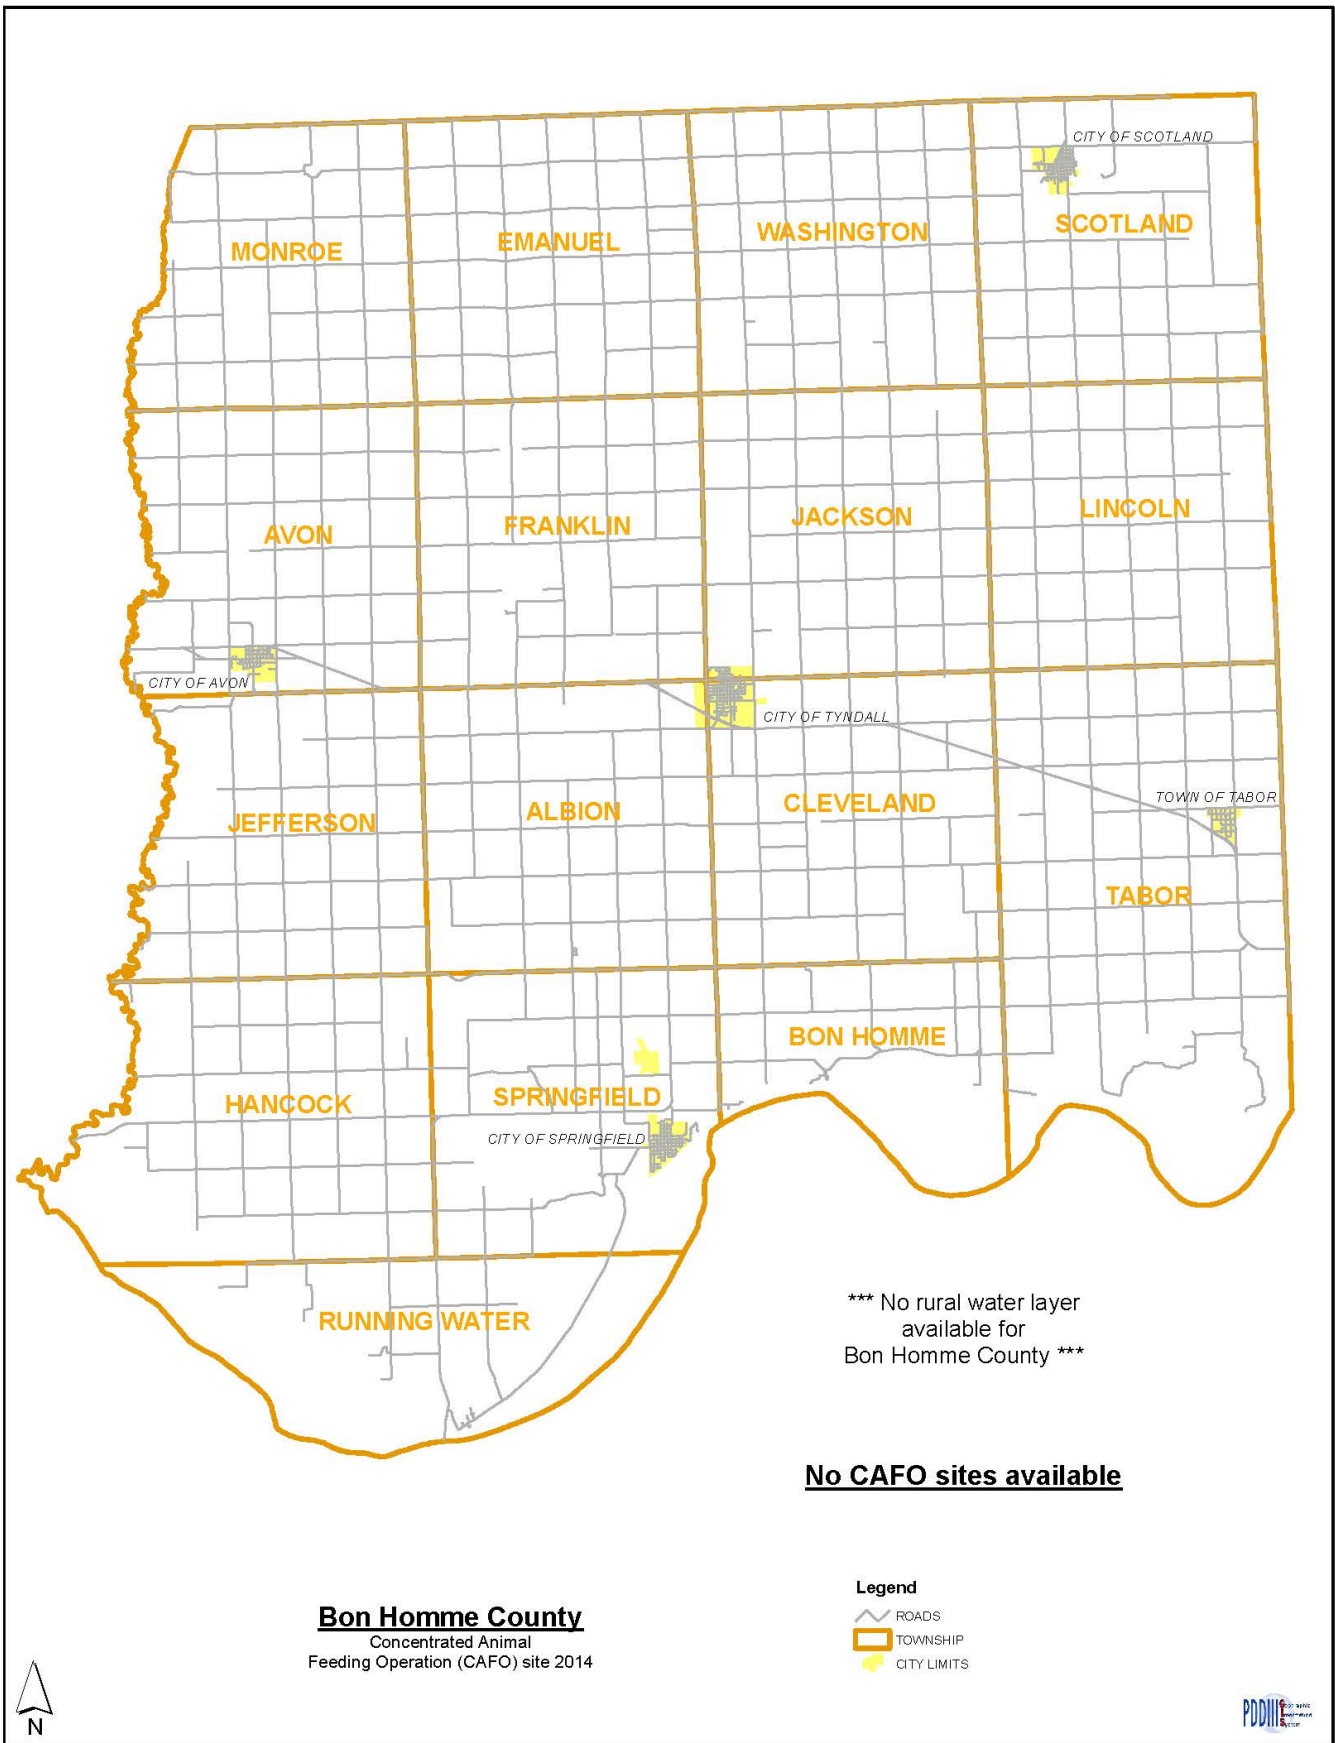 CITY OF SCOTLAND
SCOTLAND
WASHINGTON
EMANUEL
MONROE
LINCOLN
JACKSON
FRANKLIN
AVON
CITY OF AVON
CITY OF TYNDALL
TOWN OF TABOR
CLEVELAND
ALBION
JEFFERSON
TABOR
BON HOMME
SPRINGFIELD
HANCOCK
CITY OF SPRINGFIELD
RUNNING WATER
*** No rural water layer
available for
Bon Homme County ***
No CAFO sites available
Bon Homme County
Concentrated Animal
Feeding Operation (CAFO) site 2014
Legend
ROADS
TOWNSHIP
CITY LIMITS
N
PDDIII
System